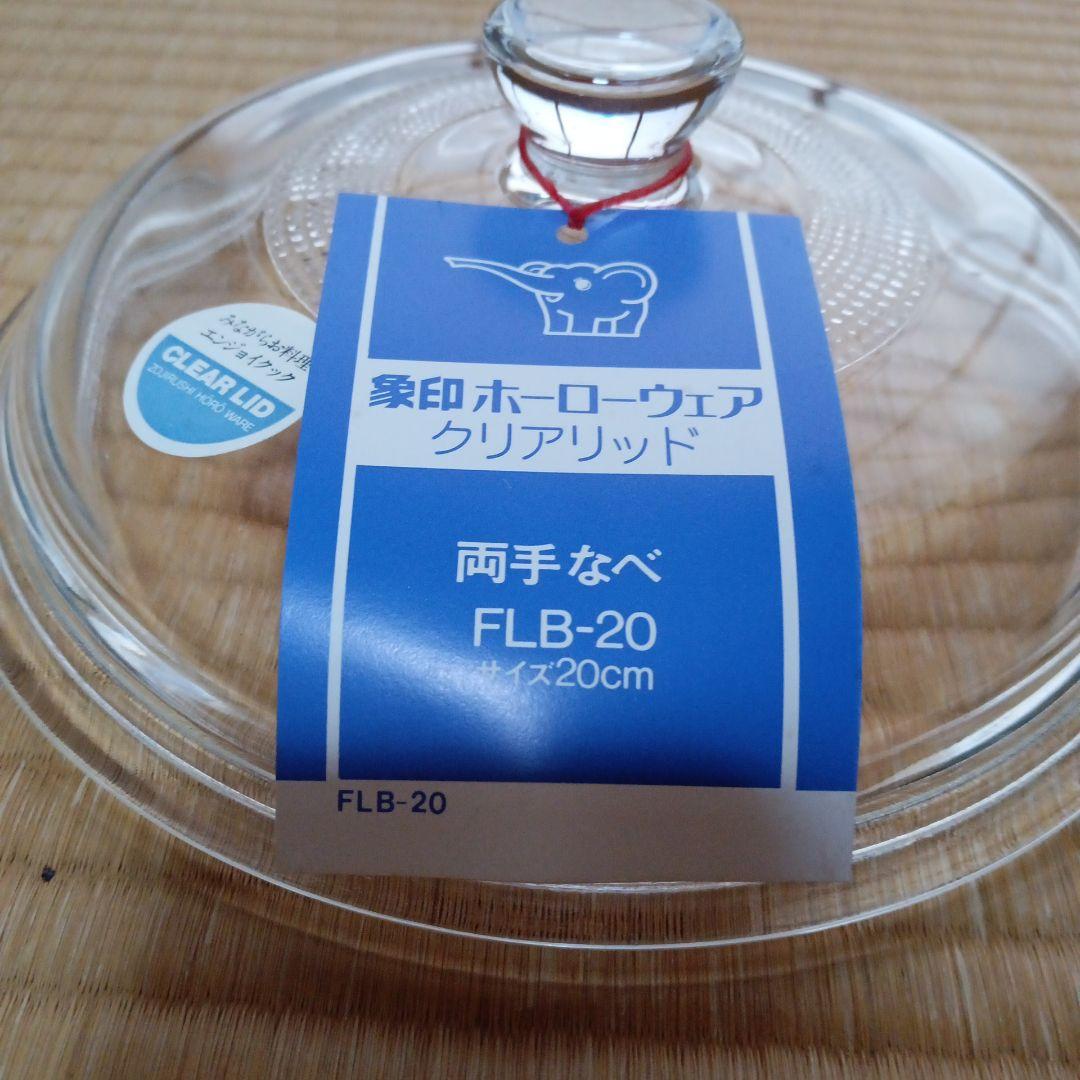 みながらお料理
エンジョイクック
CLEAR LID
ZOJIRUSHI HŌRŌ WARE
象印ホーローウェア
クリアリッド
両手なべ
FLB-20
サイズ20cm
FLB-20